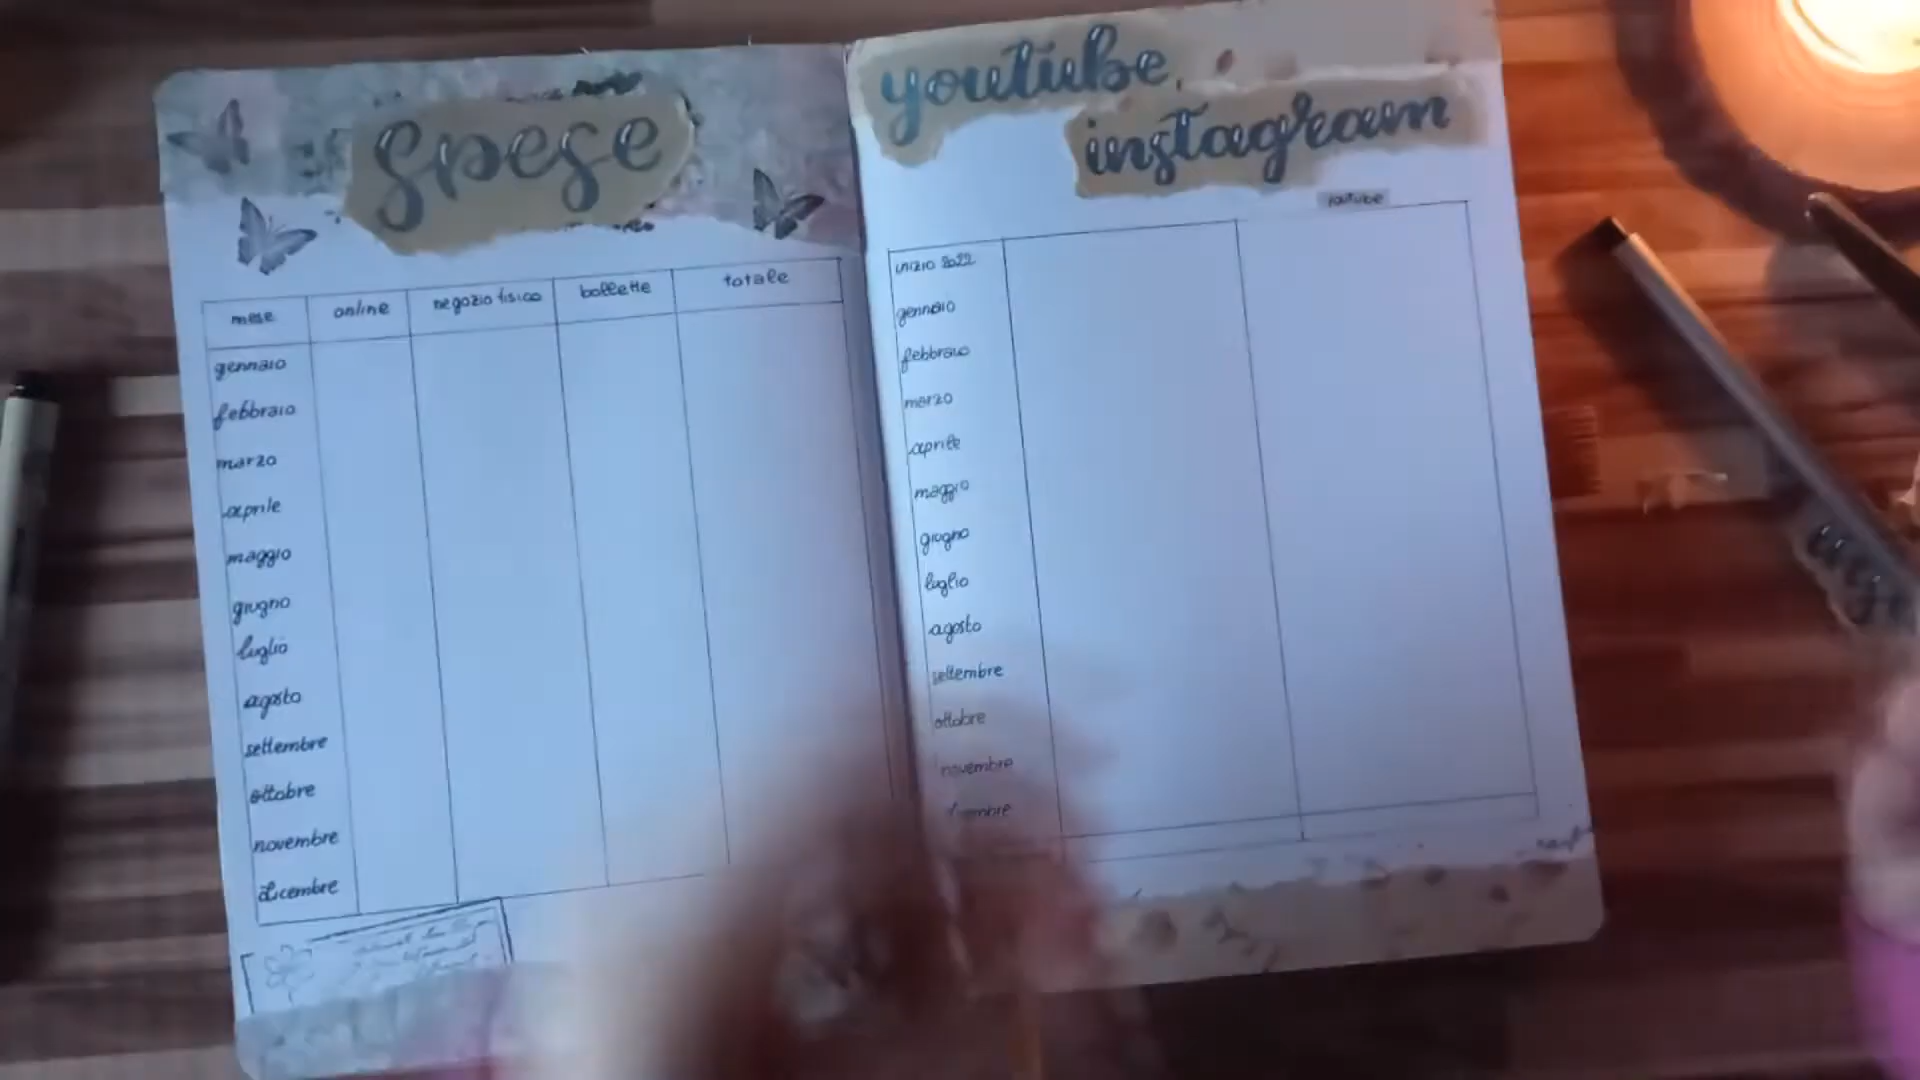 spese
mese online negozio fisico bollette totale
gennaio
febbraio
marzo
aprile
maggio
giugno
luglio
agosto
settembre
ottobre
novembre
dicembre
youtube,
instagram
youtube
inizio 2022
gennaio
febbraio
marzo
aprile
maggio
giugno
luglio
agosto
settembre
ottobre
novembre
dicembre